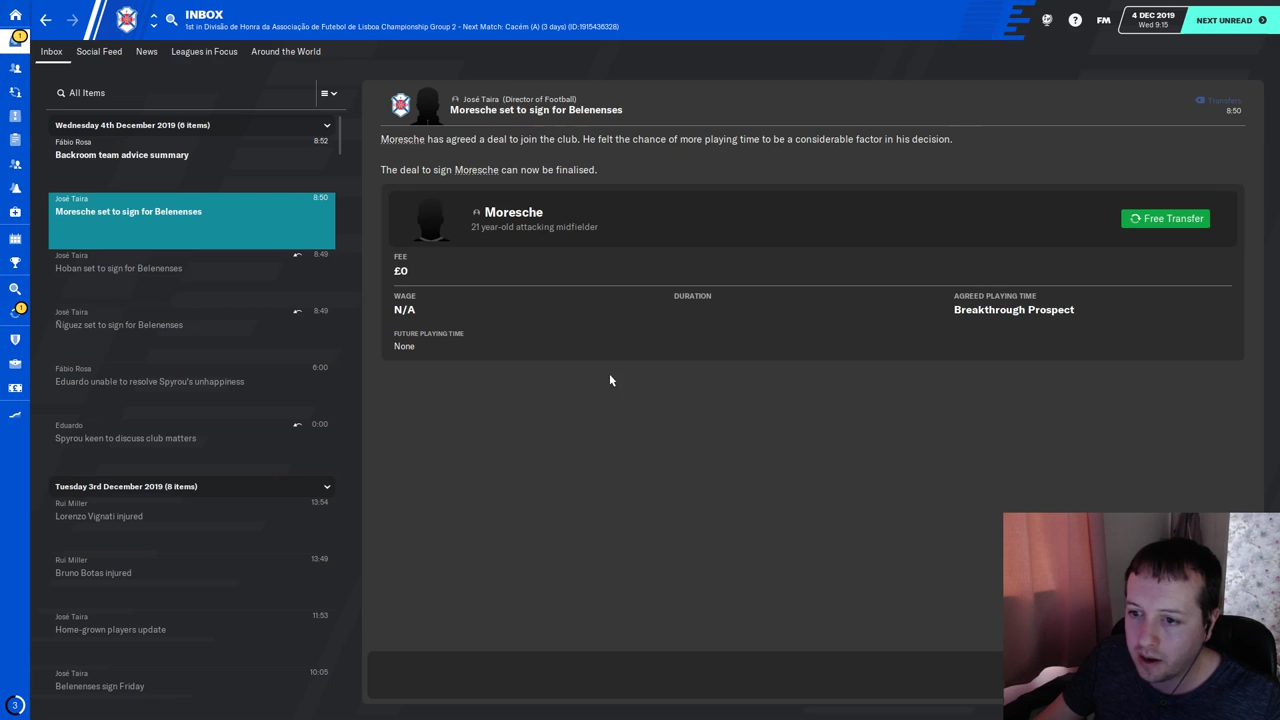 INBOX
1st in Divisão de Honra da Associação de Futebol de Lisboa Championship Group 2 - Next Match: Cacém (A) (3 days) (ID:1915436328)
FM
4 DEC 2019
Wed 9:15
NEXT UNREAD
1
Inbox
Social Feed
News
Leagues in Focus
Around the World
All Items
Wednesday 4th December 2019 (6 items)
Fábio Rosa
8:52
Backroom team advice summary
José Taira
8:50
Moresche set to sign for Belenenses
José Taira
8:49
Hoban set to sign for Belenenses
José Taira
8:49
Ñíguez set to sign for Belenenses
Fábio Rosa
6:00
Eduardo unable to resolve Spyrou's unhappiness
Eduardo
0:00
Spyrou keen to discuss club matters
Tuesday 3rd December 2019 (8 items)
Rui Miller
13:54
Lorenzo Vignati injured
Rui Miller
13:49
Bruno Botas injured
José Taira
11:53
Home-grown players update
José Taira
10:05
Belenenses sign Friday
1
3
José Taira (Director of Football)
Moresche set to sign for Belenenses
Transfers
8:50
Moresche has agreed a deal to join the club. He felt the chance of more playing time to be a considerable factor in his decision.
The deal to sign Moresche can now be finalised.
Moresche
21 year-old attacking midfielder
Free Transfer
FEE
£0
WAGE
N/A
DURATION
AGREED PLAYING TIME
Breakthrough Prospect
FUTURE PLAYING TIME
None